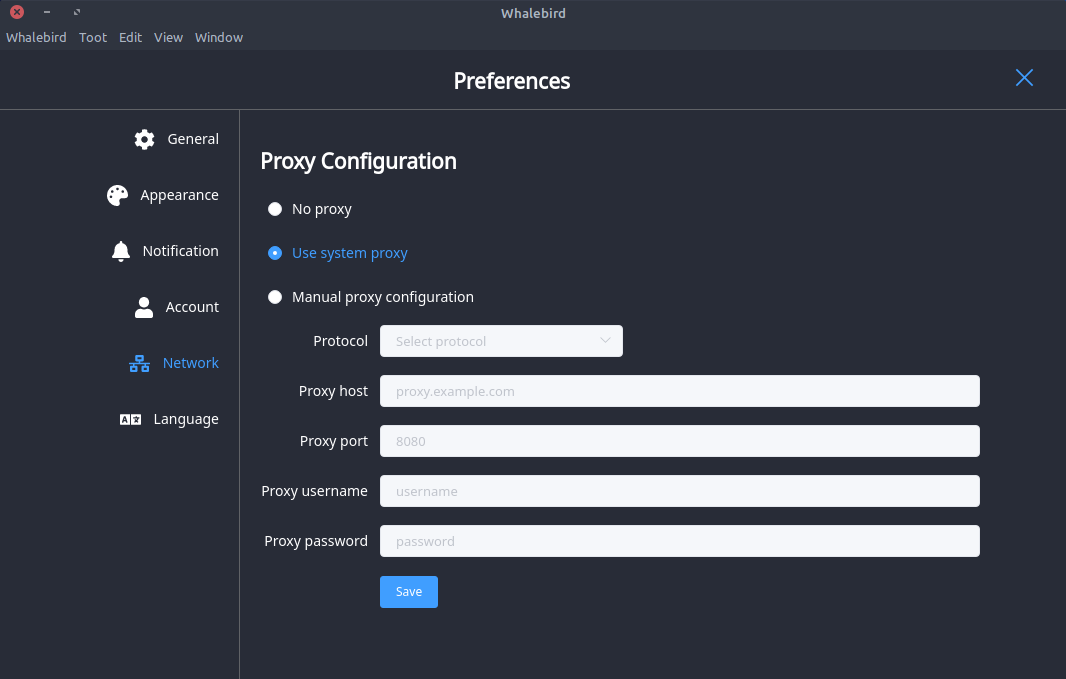 Whalebird
Whalebird Toot Edit View Window
Preferences
General
Appearance
Notification
Account
Network
Language
Proxy Configuration
No proxy
Use system proxy
Manual proxy configuration
Protocol Select protocol
Proxy host proxy.example.com
Proxy port 8080
Proxy username username
Proxy password password
Save